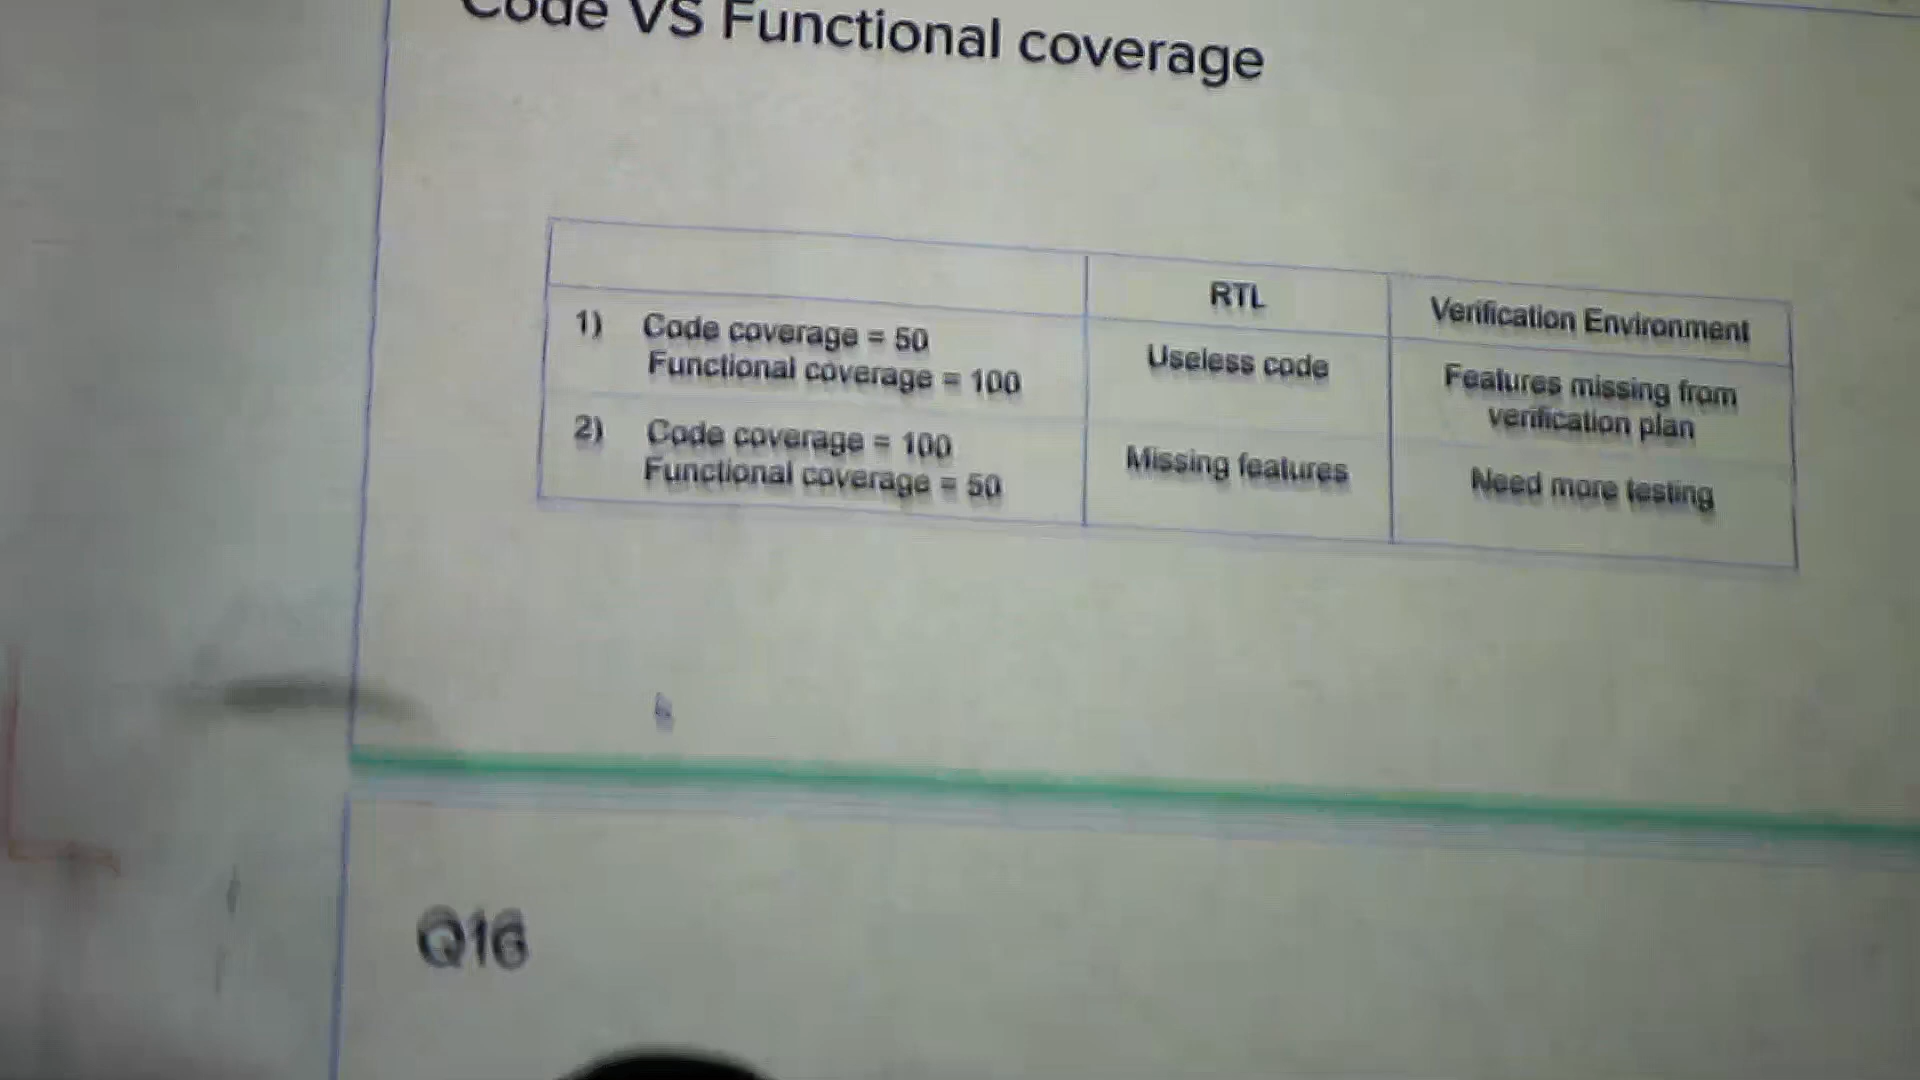 Code VS Functional coverage
RTL
Verification Environment
1) Code coverage = 50
Functional coverage = 100
Useless code
Features missing from
verification plan
2) Code coverage = 100
Functional coverage = 50
Missing features
Need more testing
Q16